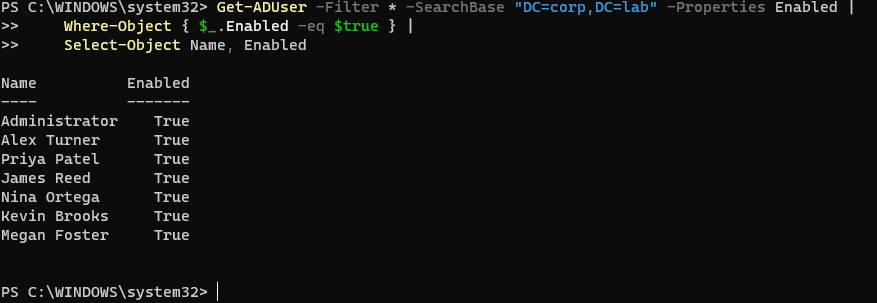 PS C:\WINDOWS\system32> Get-ADUser -Filter * -SearchBase "DC=corp,DC=lab" -Properties Enabled |
>>     Where-Object { $_.Enabled -eq $true } |
>>     Select-Object Name, Enabled

Name          Enabled
----          -------
Administrator    True
Alex Turner      True
Priya Patel      True
James Reed       True
Nina Ortega      True
Kevin Brooks     True
Megan Foster     True

PS C:\WINDOWS\system32>